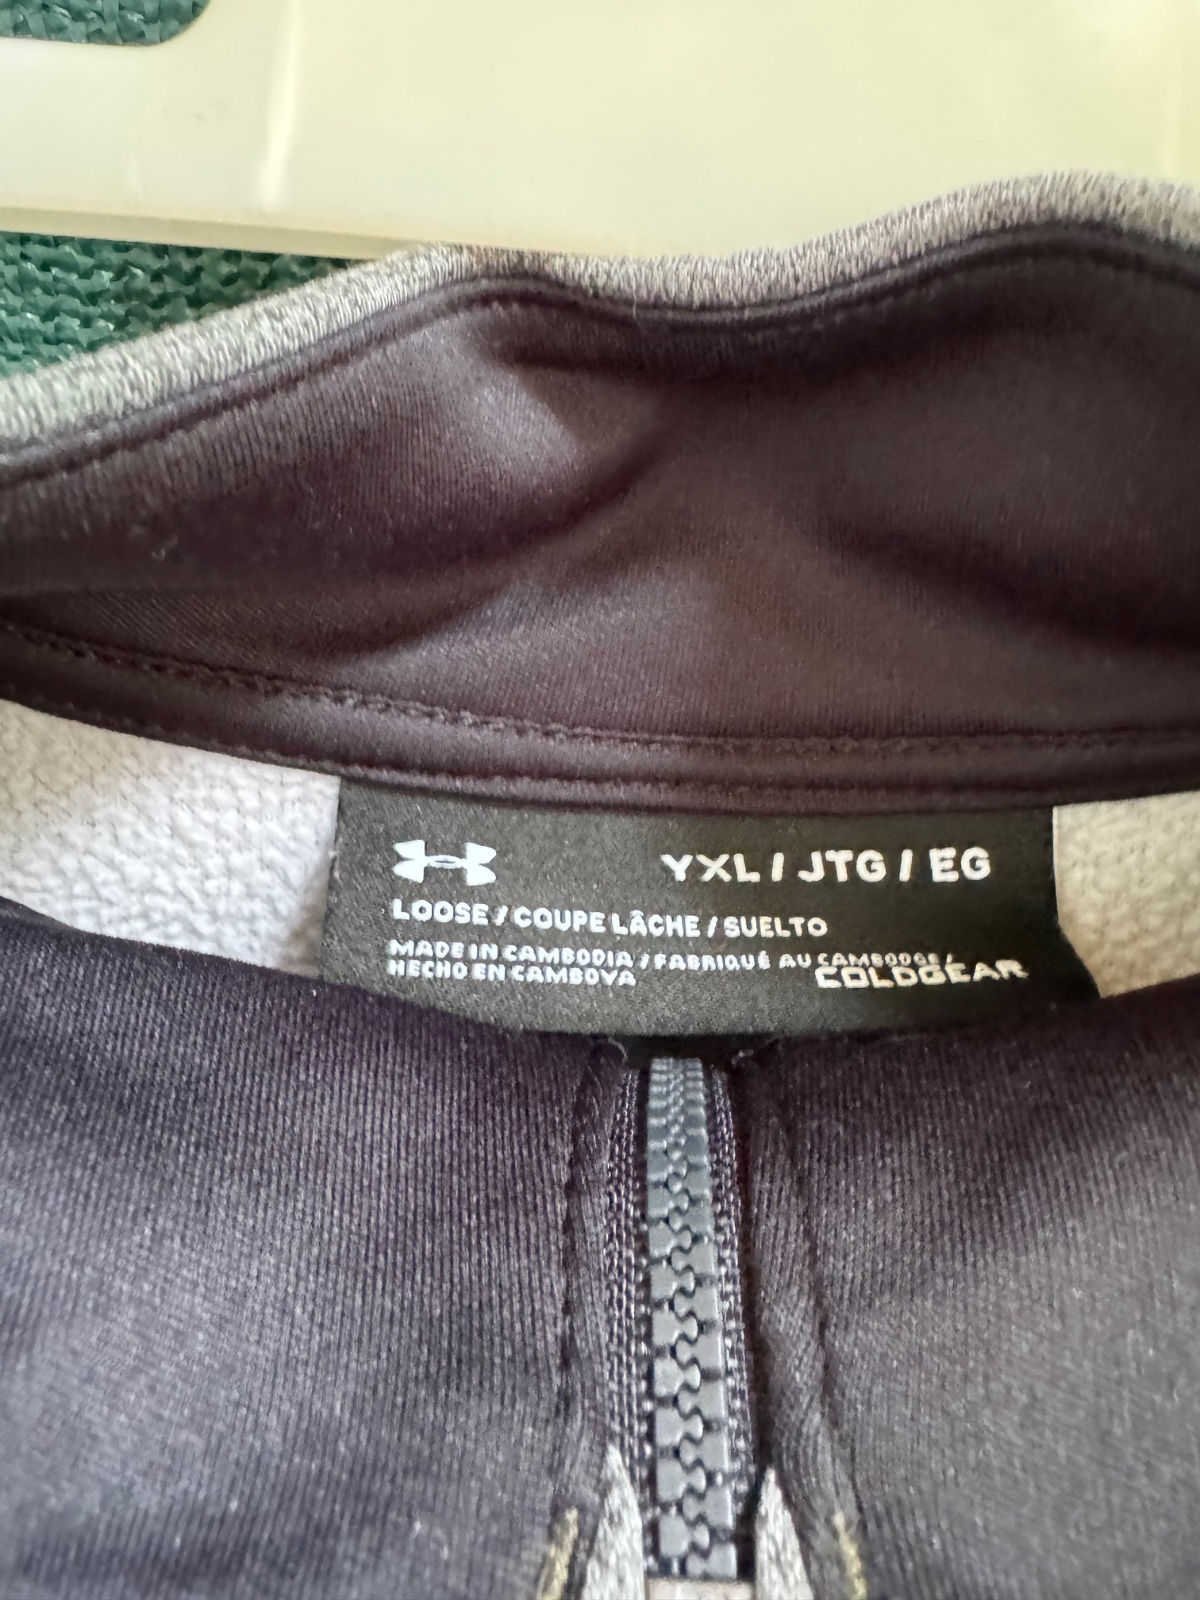 YXL / JTG / EG
LOOSE / COUPE LÂCHE / SUELTO
MADE IN CAMBODIA / FABRIQUÉ AU CAMBODGE /
HECHO EN CAMBOYA
COLDGEAR